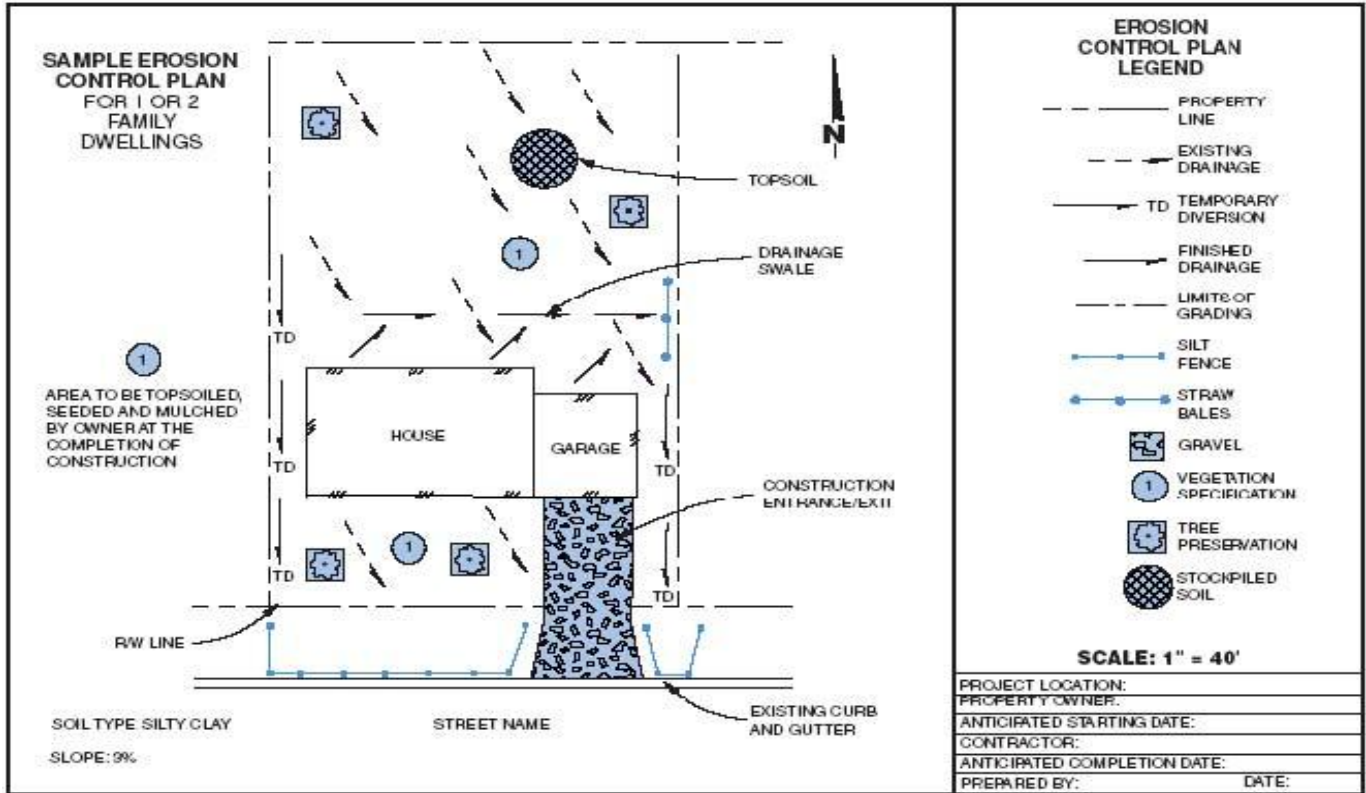 SAMPLE EROSION
CONTROL PLAN
FOR 1 OR 2
FAMILY
DWELLINGS
N
TOPSOIL
1
DRAINAGE
SWALE
TD
TD
1
AREA TO BE TOPSOILED,
SEEDED AND MULCHED
BY OWNER AT THE
COMPLETION OF
CONSTRUCTION
HOUSE
GARAGE
TD
TD
CONSTRUCTION
ENTRANCE/EXIT
1
TD
TD
R/W LINE
EXISTING CURB
AND GUTTER
SOIL TYPE SILTY CLAY
STREET NAME
SLOPE: 9%
EROSION
CONTROL PLAN
LEGEND
PROPERTY
LINE
EXISTING
DRAINAGE
TD TEMPORARY
DIVERSION
FINISHED
DRAINAGE
LIMITS OF
GRADING
SILT
FENCE
STRAW
BALES
GRAVEL
1 VEGETATION
SPECIFICATION
TREE
PRESERVATION
STOCKPILED
SOIL
SCALE: 1" = 40'
PROJECT LOCATION:
PROPERTY OWNER:
ANTICIPATED STARTING DATE:
CONTRACTOR:
ANTICIPATED COMPLETION DATE:
PREPARED BY: DATE: